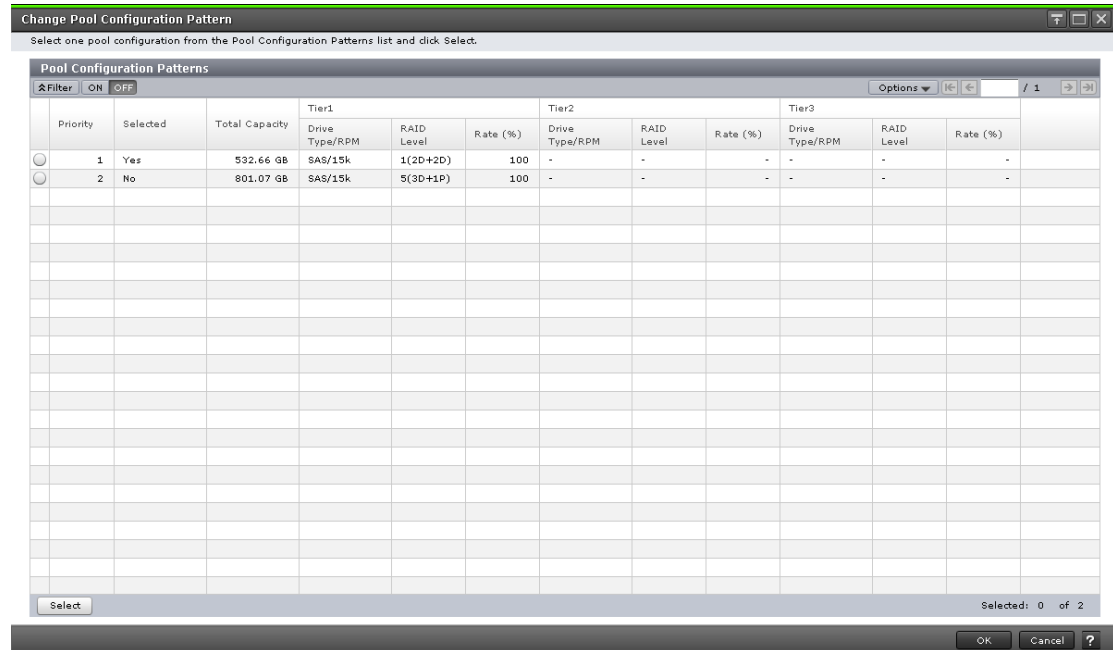 Change Pool Configuration Pattern
Select one pool configuration from the Pool Configuration Patterns list and click Select.
Pool Configuration Patterns
Filter ON OFF Options / 1
Tier1 Tier2 Tier3
Priority Selected Total Capacity Drive Type/RPM RAID Level Rate (%) Drive Type/RPM RAID Level Rate (%) Drive Type/RPM RAID Level Rate (%)
1 Yes 532.66 GB SAS/15k 1(2D+2D) 100 - - - - - -
2 No 801.07 GB SAS/15k 5(3D+1P) 100 - - - - - -
Select Selected: 0 of 2
OK Cancel ?